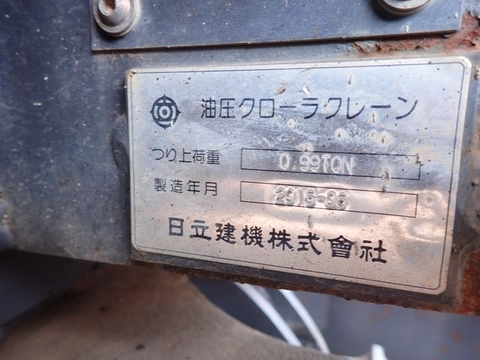 油圧クローラクレーン
つり上荷重 0.99TON
製造年月
日立建機株式會社